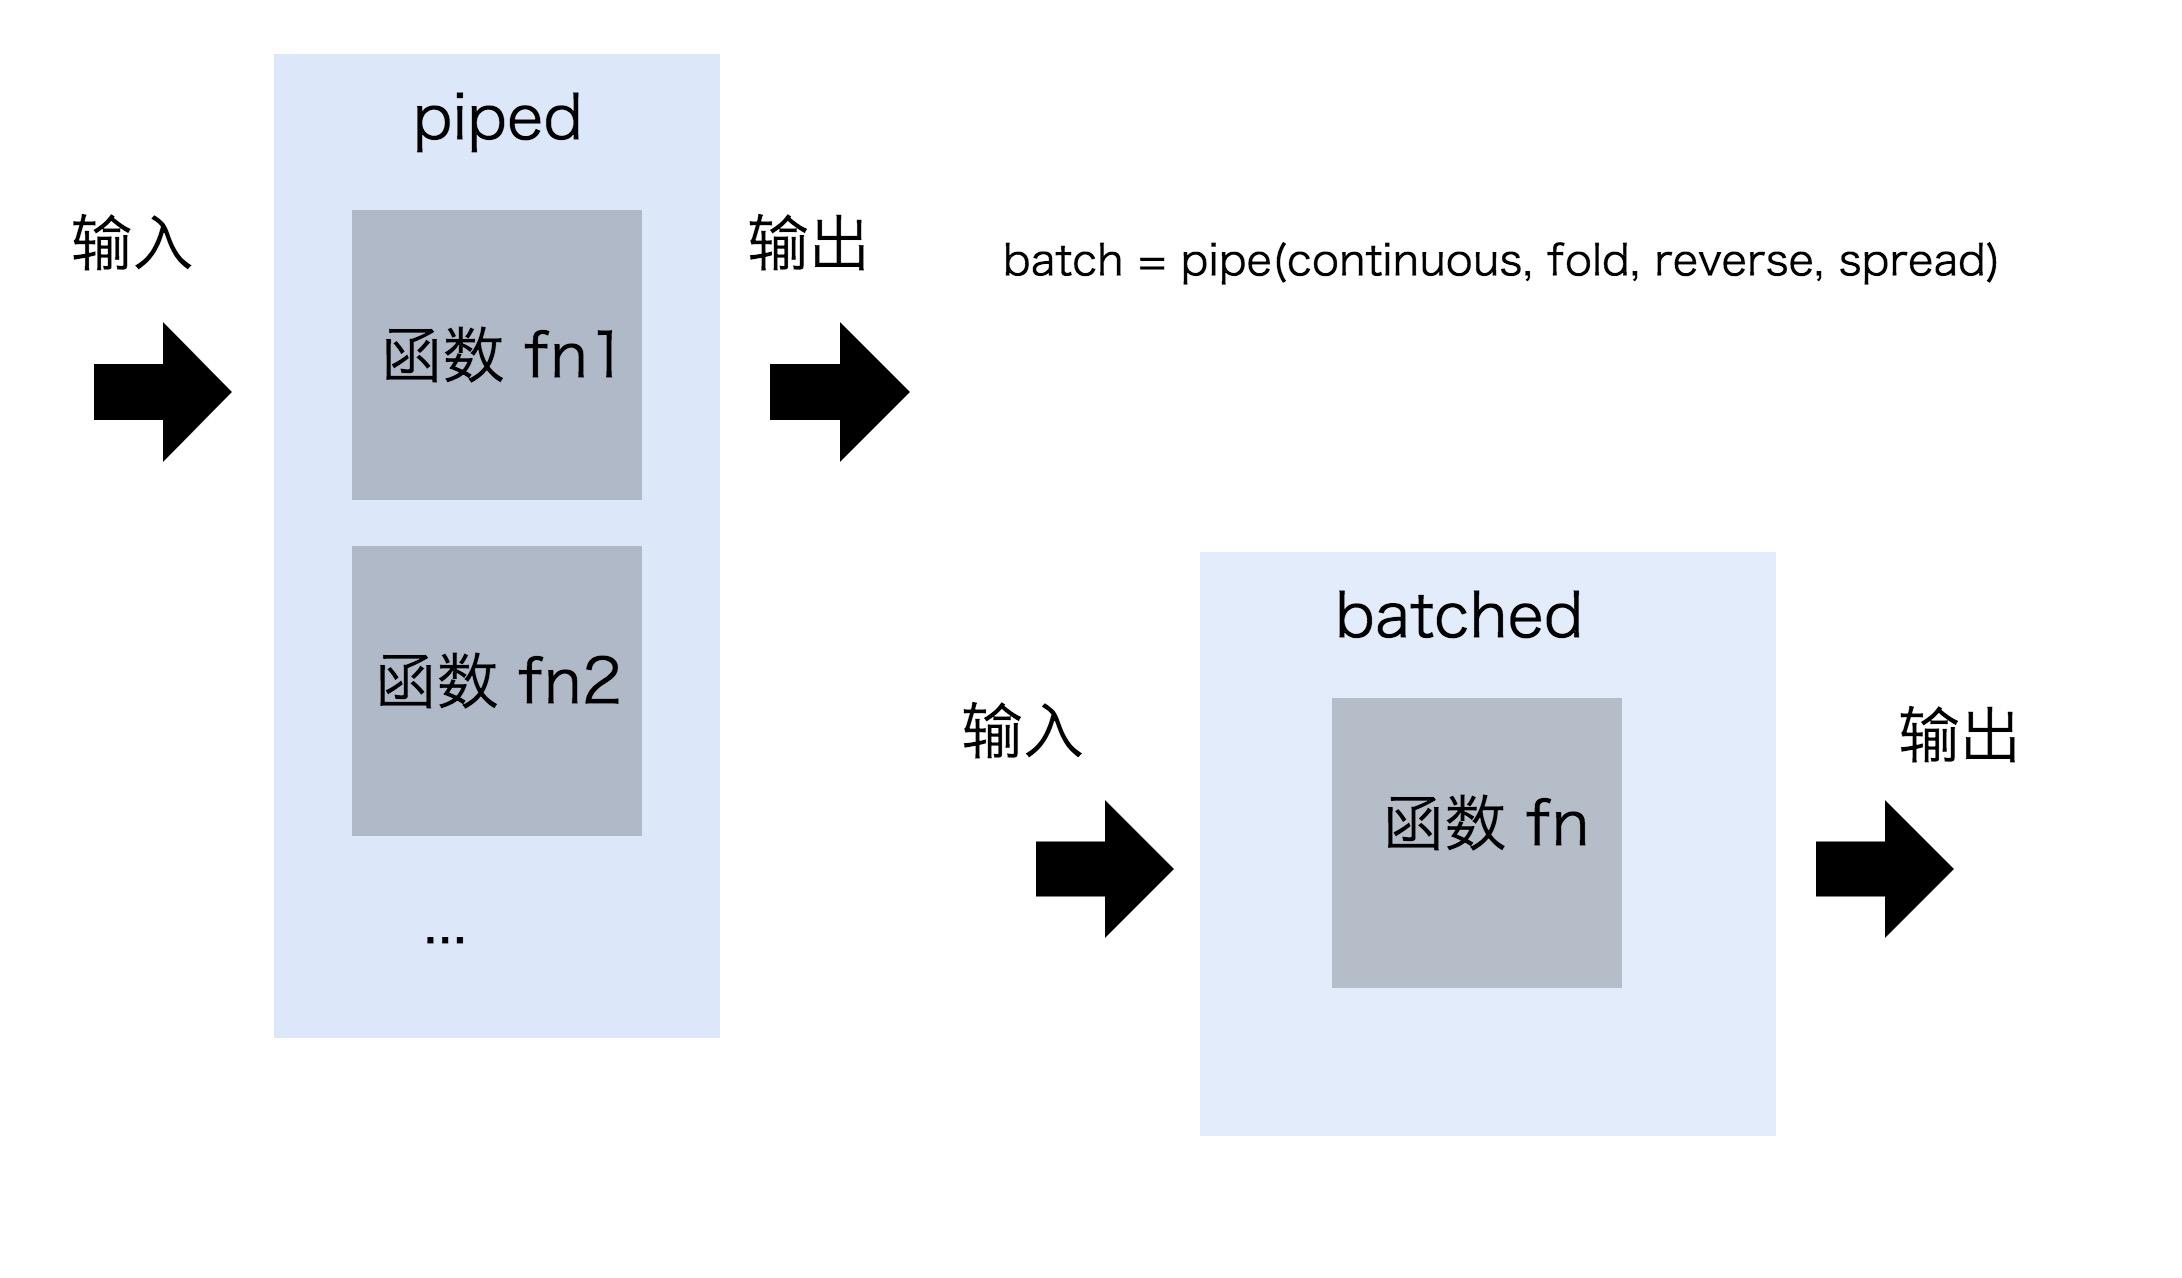 piped
输入
输出
函数 fn1
函数 fn2
...
batch = pipe(continuous, fold, reverse, spread)
batched
输入
输出
函数 fn